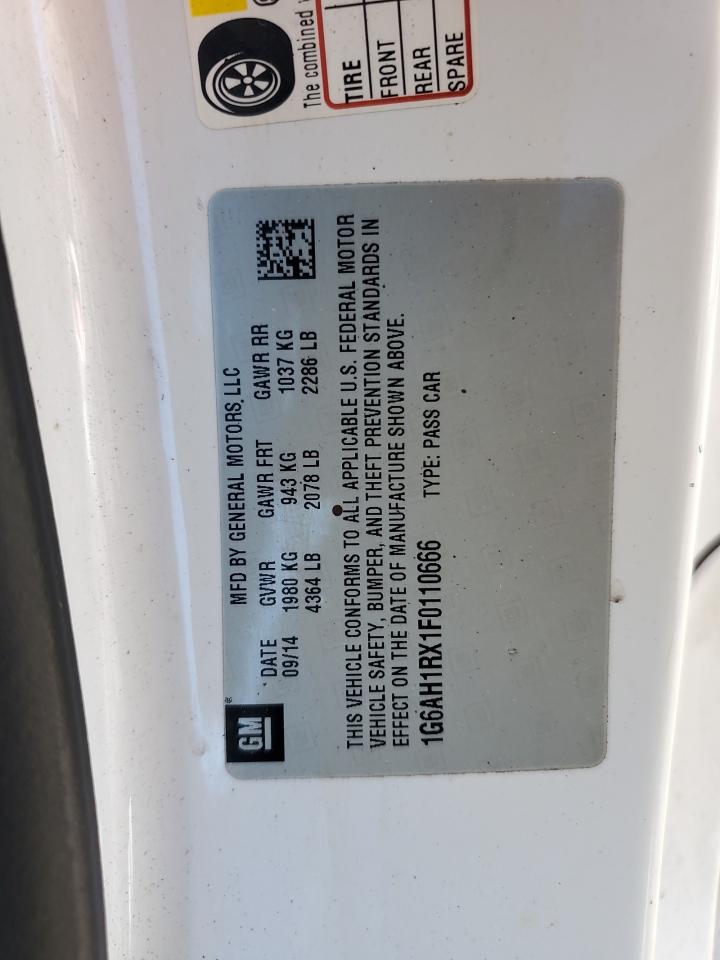 The combined
TIRE
FRONT
REAR
SPARE
MFD BY GENERAL MOTORS, LLC
DATE GVWR GAWR FRT GAWR RR
09/14 1980 KG 943 KG 1037 KG
4364 LB 2078 LB 2286 LB
GM®
THIS VEHICLE CONFORMS TO ALL APPLICABLE U.S. FEDERAL MOTOR
VEHICLE SAFETY, BUMPER, AND THEFT PREVENTION STANDARDS IN
EFFECT ON THE DATE OF MANUFACTURE SHOWN ABOVE.
1G6AH1RX1F0110666 TYPE: PASS CAR